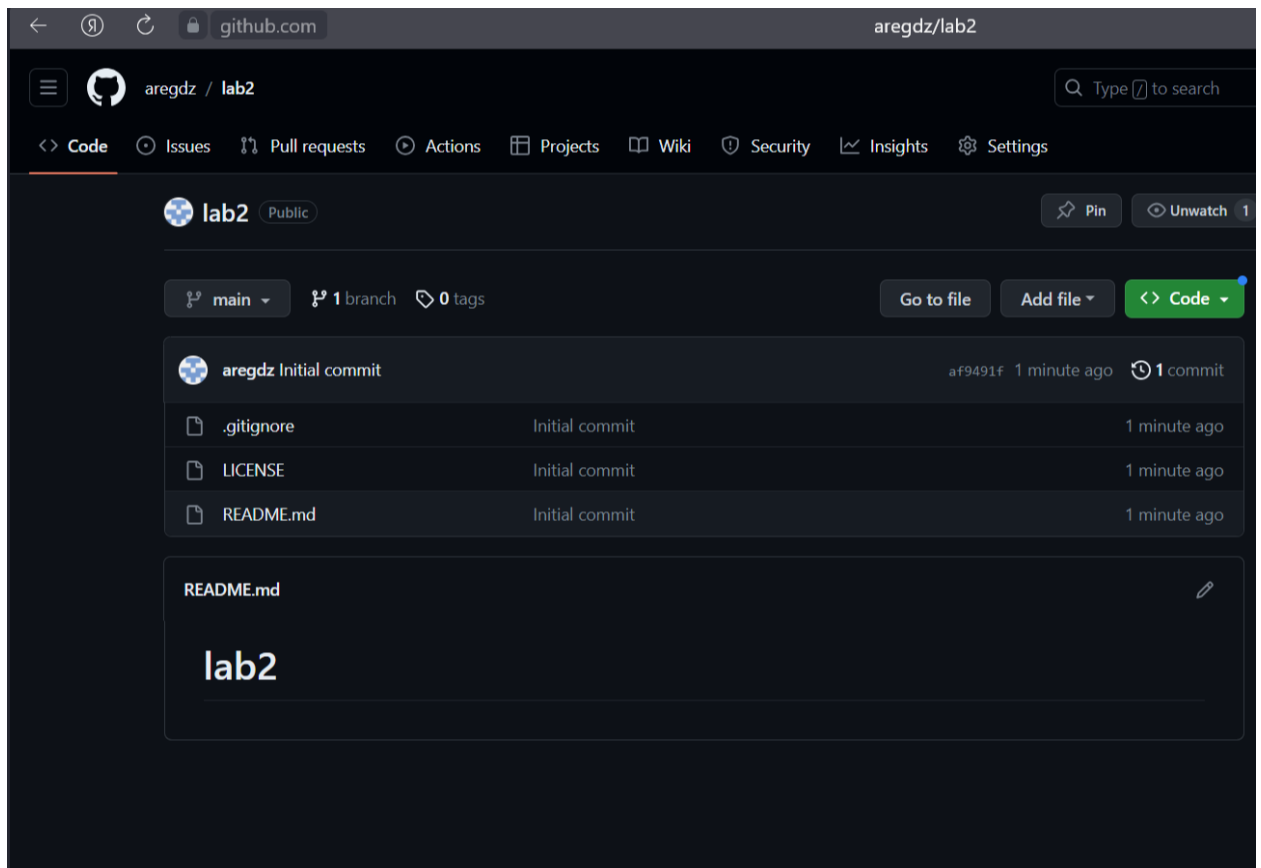 Я github.com aregdz/lab2
aregdz / lab2 Type / to search
Code Issues Pull requests Actions Projects Wiki Security Insights Settings
lab2 Public Pin Unwatch 1
main 1 branch 0 tags Go to file Add file Code
aregdz Initial commit af9491f 1 minute ago 1 commit
.gitignore Initial commit 1 minute ago
LICENSE Initial commit 1 minute ago
README.md Initial commit 1 minute ago
README.md
lab2